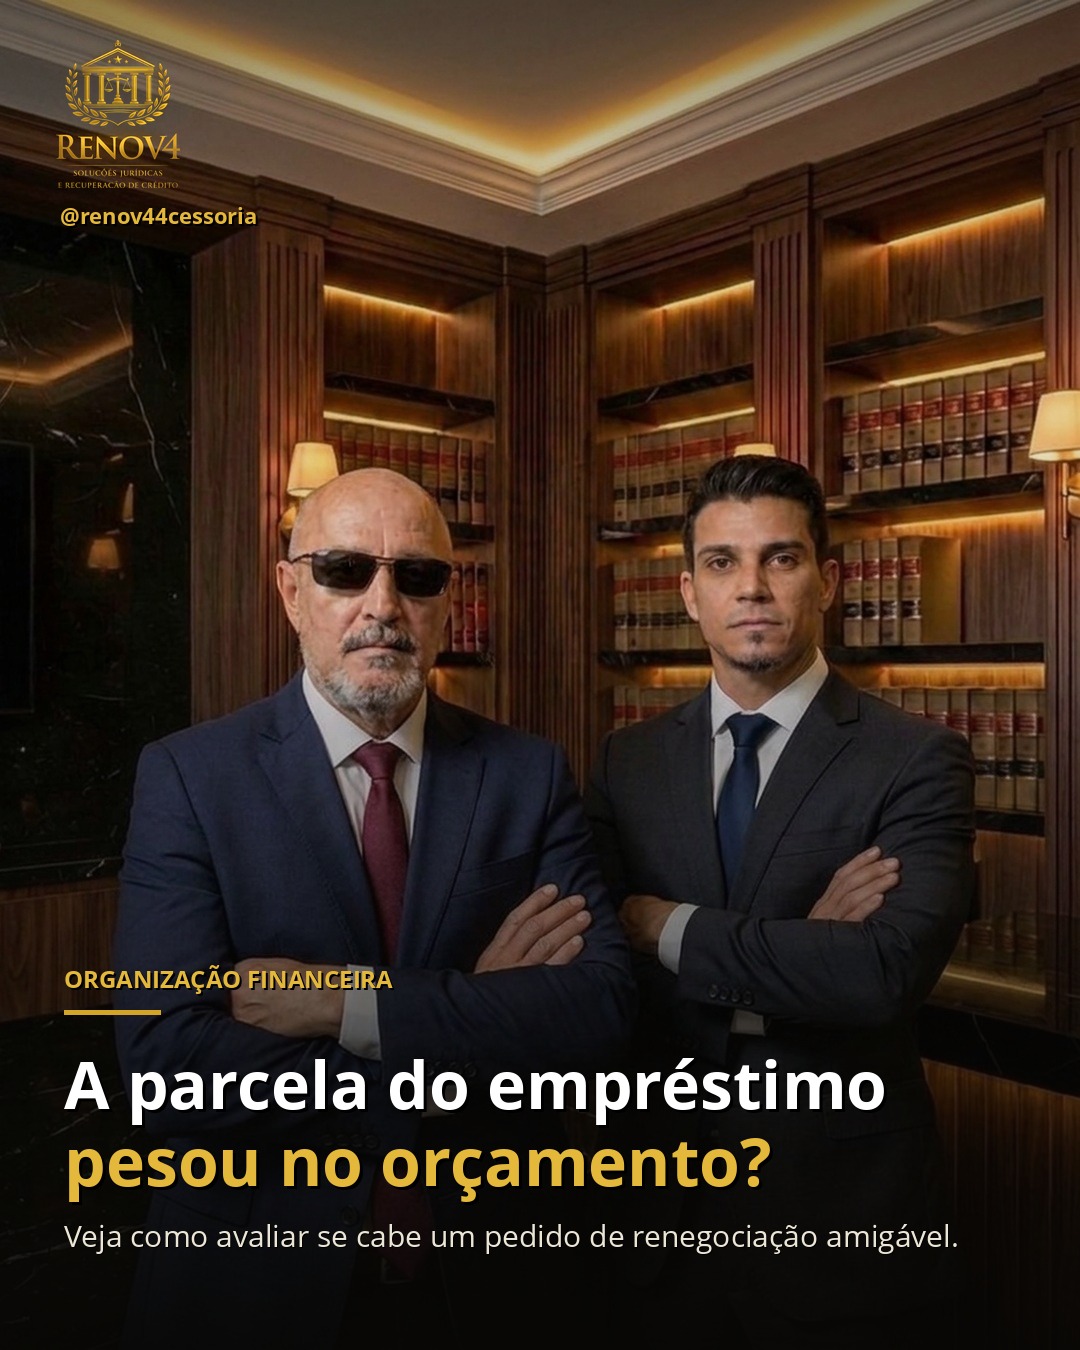 RENOV4
SOLUÇÕES JURÍDICAS
E RECUPERAÇÃO DE CRÉDITO
@renov44cessoria
ORGANIZAÇÃO FINANCEIRA
A parcela do empréstimo
pesou no orçamento?
Veja como avaliar se cabe um pedido de renegociação amigável.